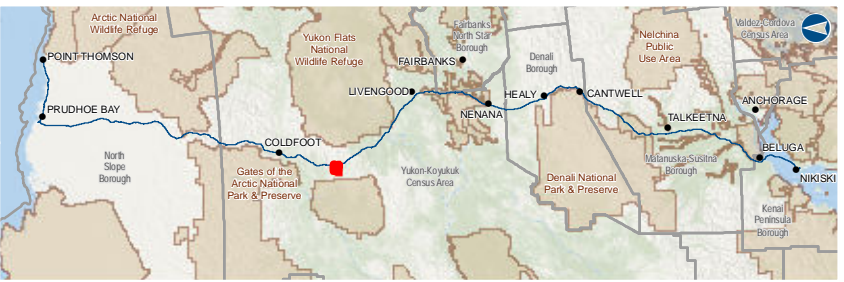 Arctic National
Wildlife Refuge
POINT THOMSON
PRUDHOE BAY
North
Slope
Borough
COLDFOOT
Gates of the
Arctic National
Park & Preserve
Yukon Flats
National
Wildlife Refuge
LIVENGOOD
Fairbanks
North Star
Borough
FAIRBANKS
NENANA
Yukon-Koyukuk
Census Area
Denali
Borough
HEALY
CANTWELL
Denali National
Park & Preserve
Nelchina
Public
Use Area
TALKEETNA
Matanuska-Susitna
Borough
Valdez-Cordova
Census Area
ANCHORAGE
BELUGA
NIKISKI
Kenai
Peninsula
Borough